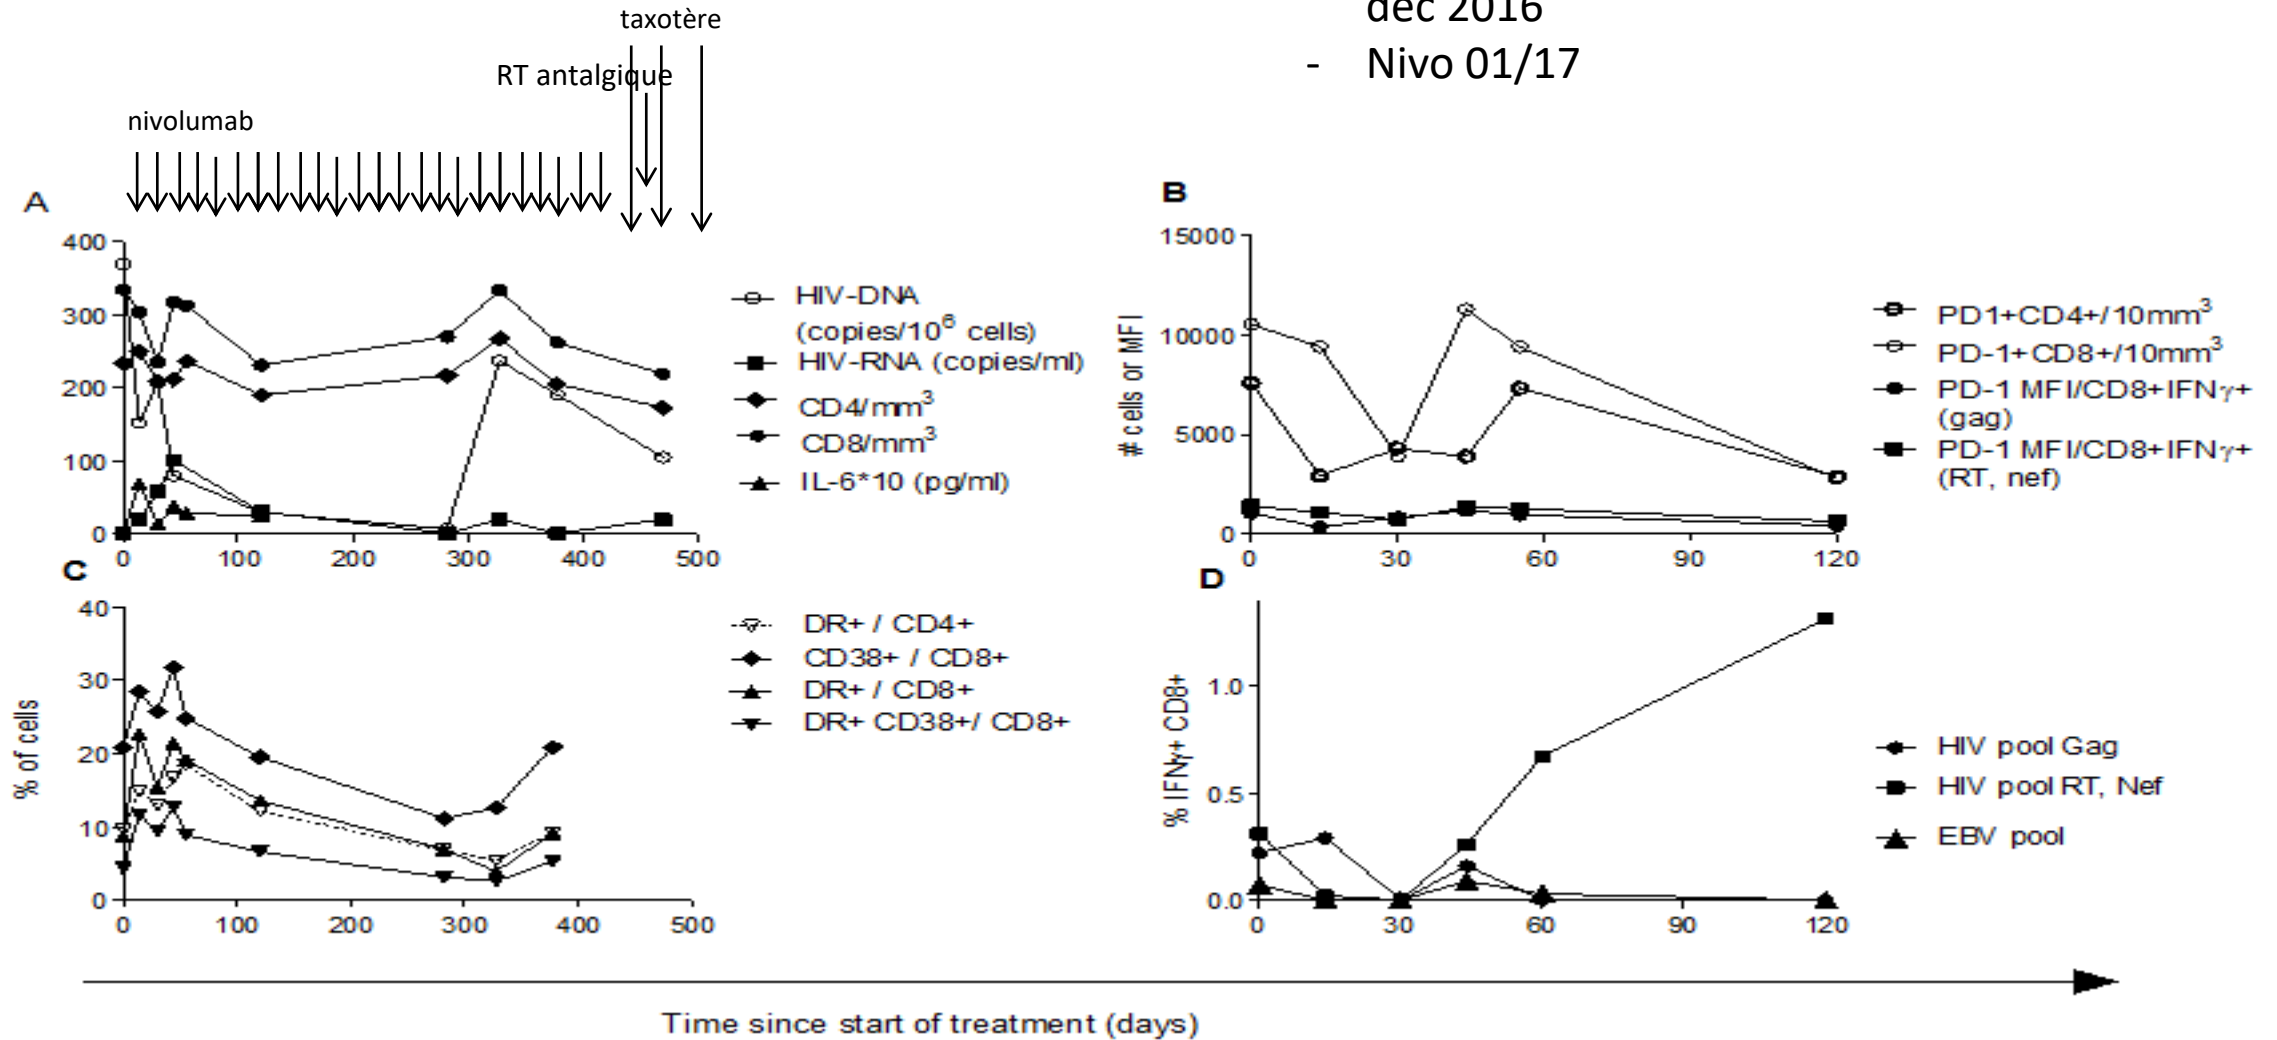 taxotère
déc 2016
- Nivo 01/17
RT antalgique
nivolumab
A
400
300
200
100
0
0 100 200 300 400 500
HIV-DNA
(copies/10⁶ cells)
HIV-RNA (copies/ml)
CD4/mm³
CD8/mm³
IL-6*10 (pg/ml)
B
# cells or MFI
15000
10000
5000
0
0 30 60 90 120
PD1+CD4+/10mm³
PD-1+CD8+/10mm³
PD-1 MFI/CD8+IFNγ+
(gag)
PD-1 MFI/CD8+IFNγ+
(RT, nef)
C
% of cells
40
30
20
10
0
0 100 200 300 400 500
DR+ / CD4+
CD38+ / CD8+
DR+ / CD8+
DR+ CD38+/ CD8+
D
% IFNγ+ CD8+
1.0
0.5
0.0
0 30 60 90 120
HIV pool Gag
HIV pool RT, Nef
EBV pool
Time since start of treatment (days)